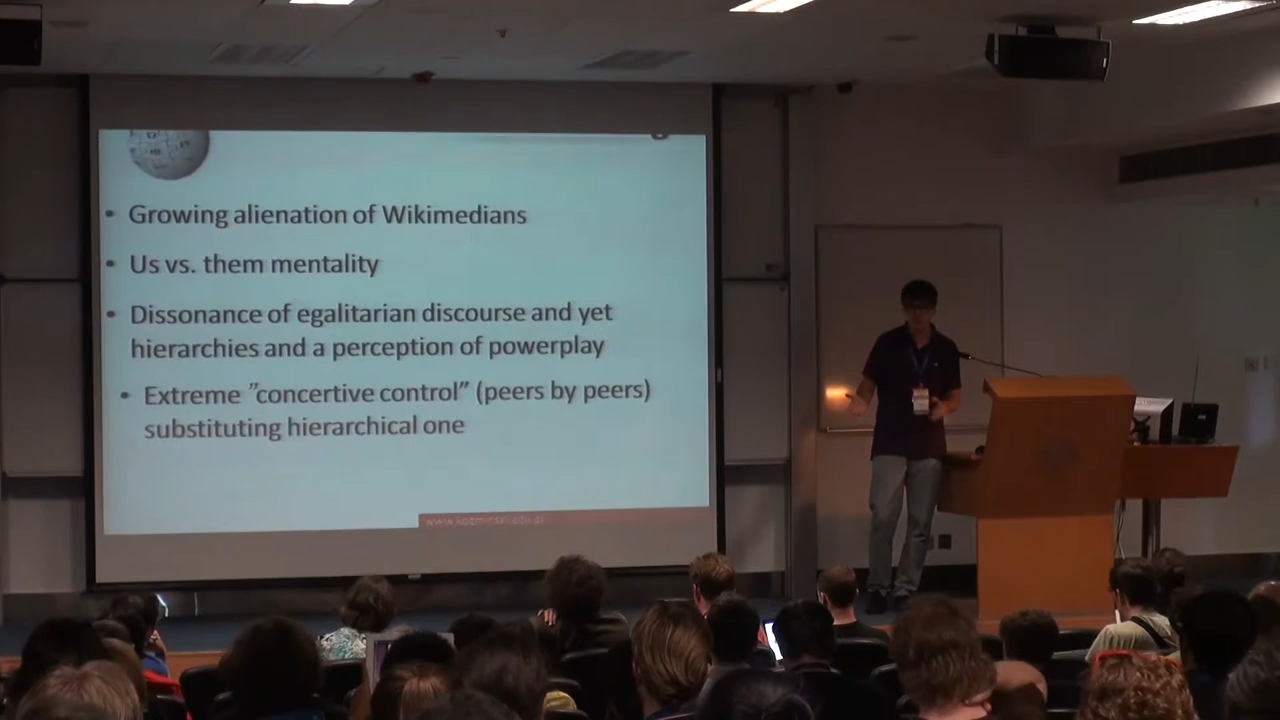 • Growing alienation of Wikimedians
• Us vs. them mentality
• Dissonance of egalitarian discourse and yet
hierarchies and a perception of powerplay
• Extreme ”concertive control” (peers by peers)
substituting hierarchical one
www.kozminski.edu.pl